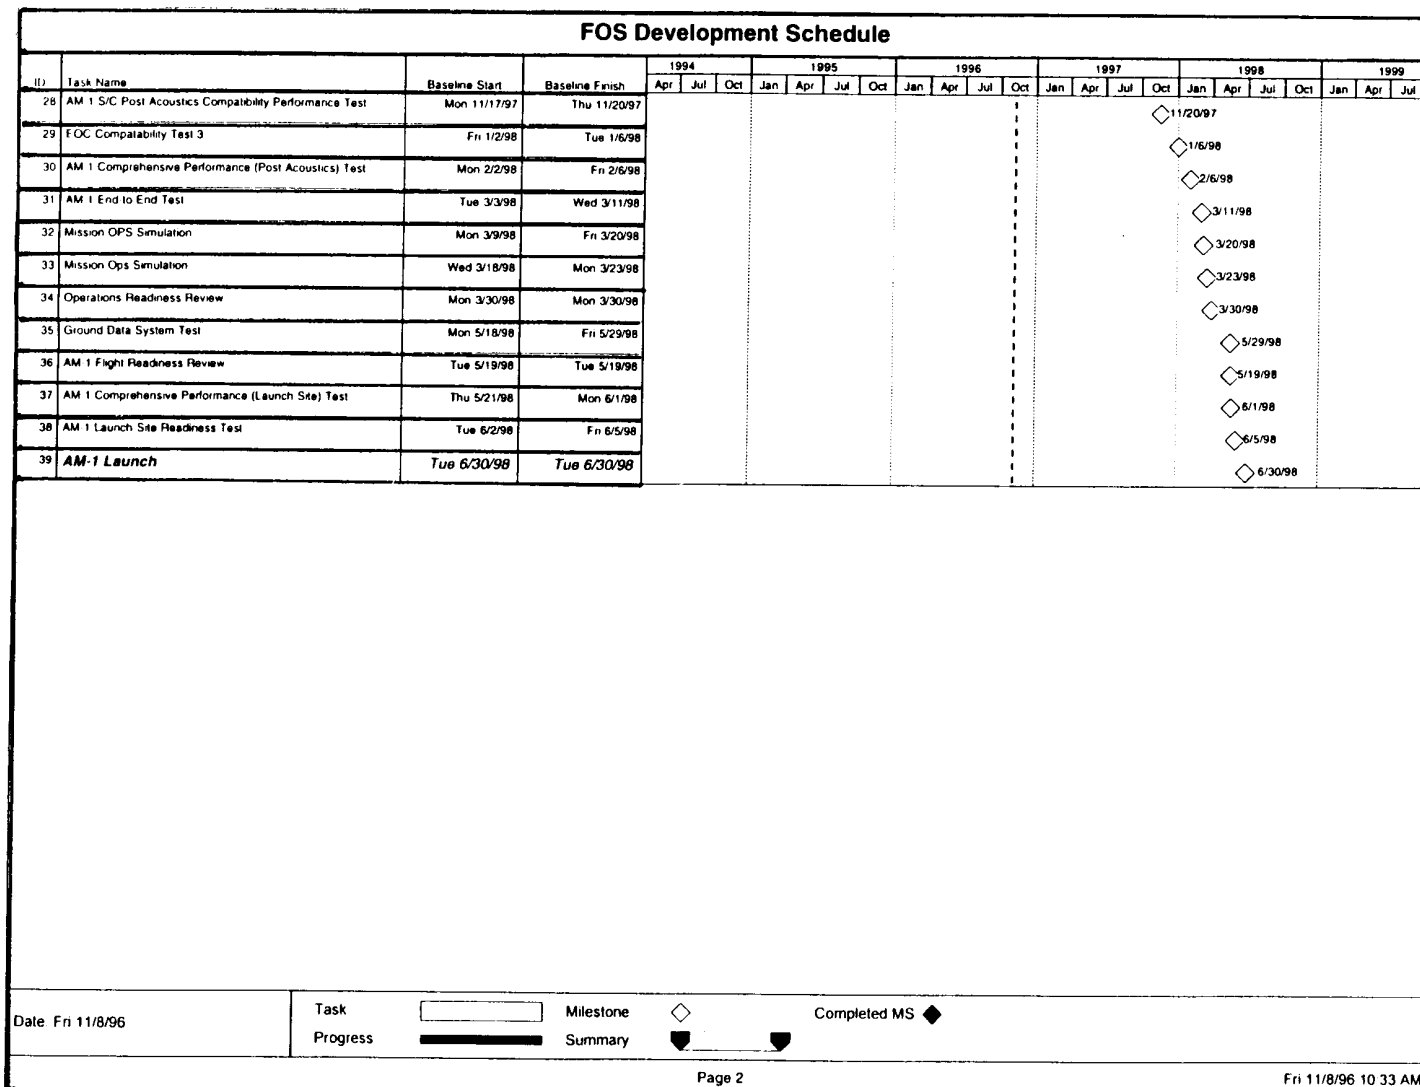 FOS Development Schedule
1994 1995 1996 1997 1998 1999
ID Task Name Baseline Start Baseline Finish Apr Jul Oct Jan Apr Jul Oct Jan Apr Jul Oct Jan Apr Jul Oct Jan Apr Jul Oct Jan Apr Jul
28 AM 1 S/C Post Acoustics Compatibility Performance Test Mon 11/17/97 Thu 11/20/97 11/20/97
29 EOC Compatability Test 3 Fri 1/2/98 Tue 1/6/98 1/6/98
30 AM 1 Comprehensive Performance (Post Acoustics) Test Mon 2/2/98 Fri 2/6/98 2/6/98
31 AM 1 End to End Test Tue 3/3/98 Wed 3/11/98 3/11/98
32 Mission OPS Simulation Mon 3/9/98 Fri 3/20/98 3/20/98
33 Mission Ops Simulation Wed 3/18/98 Mon 3/23/98 3/23/98
34 Operations Readiness Review Mon 3/30/98 Mon 3/30/98 3/30/98
35 Ground Data System Test Mon 5/18/98 Fri 5/29/98 5/29/98
36 AM 1 Flight Readiness Review Tue 5/19/98 Tue 5/19/98 5/19/98
37 AM 1 Comprehensive Performance (Launch Site) Test Thu 5/21/98 Mon 6/1/98 6/1/98
38 AM 1 Launch Site Readiness Test Tue 6/2/98 Fri 6/5/98 6/5/98
39 AM-1 Launch Tue 6/30/98 Tue 6/30/98 6/30/98
Date Fri 11/8/96
Task Milestone Completed MS
Progress Summary
Page 2
Fri 11/8/96 10 33 AM